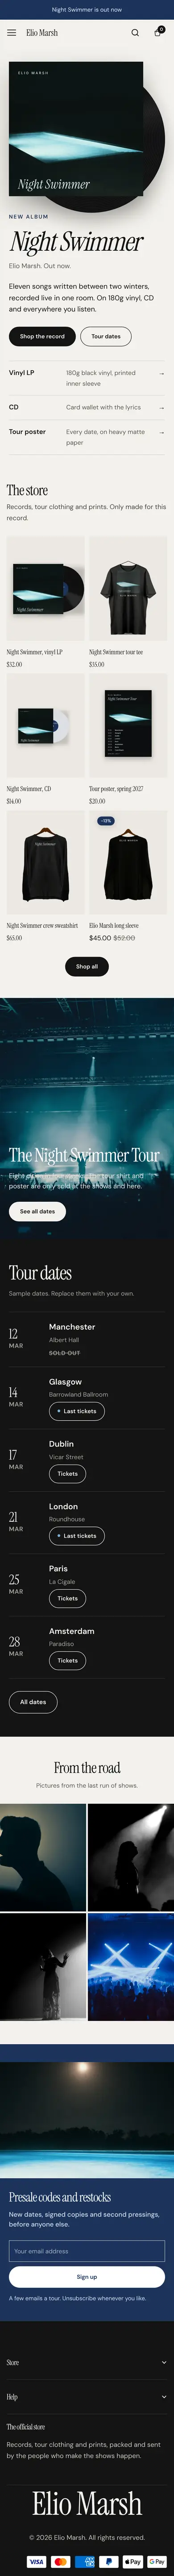 Night Swimmer is out now
Elio Marsh
0
ELIO MARSH
Night Swimmer
NEW ALBUM
Night Swimmer
Elio Marsh. Out now.
Eleven songs written between two winters,
recorded live in one room. On 180g vinyl, CD
and everywhere you listen.
Shop the record
Tour dates
Vinyl LP
180g black vinyl, printed
inner sleeve
→
CD
Card wallet with the lyrics
→
Tour poster
Every date, on heavy matte
paper
→
The store
Records, tour clothing and prints. Only made for this
record.
Night Swimmer
Night Swimmer, vinyl LP
$32.00
Night Swimmer tour tee
$35.00
Night Swimmer
Night Swimmer, CD
$14.00
Night Swimmer Tour
Tour poster, spring 2027
$20.00
Night Swimmer
Night Swimmer crew sweatshirt
$65.00
-13%
ELIO MARSH
Elio Marsh long sleeve
$45.00 $52.00
Shop all
The Night Swimmer Tour
Eight dates this spring. The tour shirt and
poster are only sold at the shows and here.
See all dates
Tour dates
Sample dates. Replace them with your own.
12
MAR
Manchester
Albert Hall
SOLD OUT
14
MAR
Glasgow
Barrowland Ballroom
Last tickets
17
MAR
Dublin
Vicar Street
Tickets
21
MAR
London
Roundhouse
Last tickets
25
MAR
Paris
La Cigale
Tickets
28
MAR
Amsterdam
Paradiso
Tickets
All dates
From the road
Pictures from the last run of shows.
Presale codes and restocks
New dates, signed copies and second pressings,
before anyone else.
Your email address
Sign up
A few emails a tour. Unsubscribe whenever you like.
Store
Help
The official store
Records, tour clothing and prints, packed and sent
by the people who make the shows happen.
Elio Marsh
© 2026 Elio Marsh. All rights reserved.
VISA
Pay
G Pay